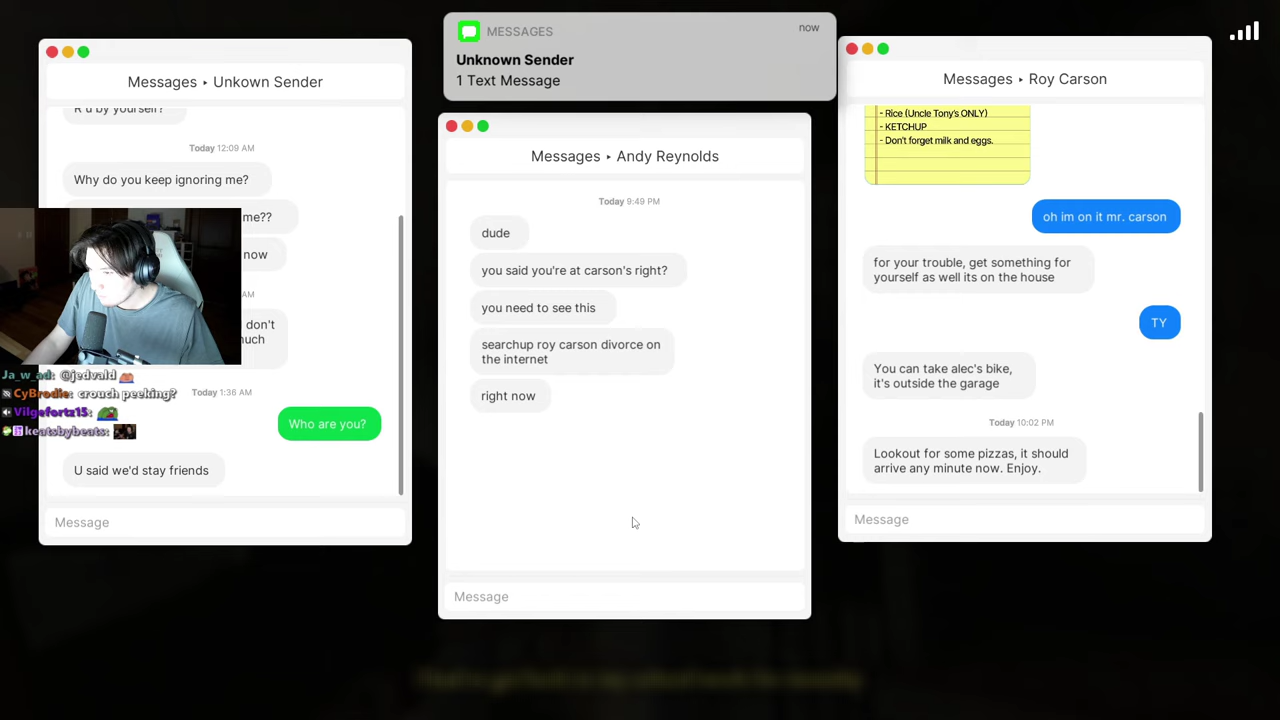 MESSAGES
now
Unknown Sender
1 Text Message
Messages ▸ Unkown Sender
R u by yourself?
Today 12:09 AM
Why do you keep ignoring me?
me??
now
AM
don't
uch
Today 1:36 AM
Who are you?
U said we'd stay friends
Message
Ja_w_ad: @jedvald
CyBrodie: crouch peeking?
Vilgefortz15:
keatsbybeats:
Messages ▸ Andy Reynolds
Today 9:49 PM
dude
you said you're at carson's right?
you need to see this
searchup roy carson divorce on
the internet
right now
Message
Messages ▸ Roy Carson
- Rice (Uncle Tony's ONLY)
- KETCHUP
- Don't forget milk and eggs.
oh im on it mr. carson
for your trouble, get something for
yourself as well its on the house
TY
You can take alec's bike,
it's outside the garage
Today 10:02 PM
Lookout for some pizzas, it should
arrive any minute now. Enjoy.
Message